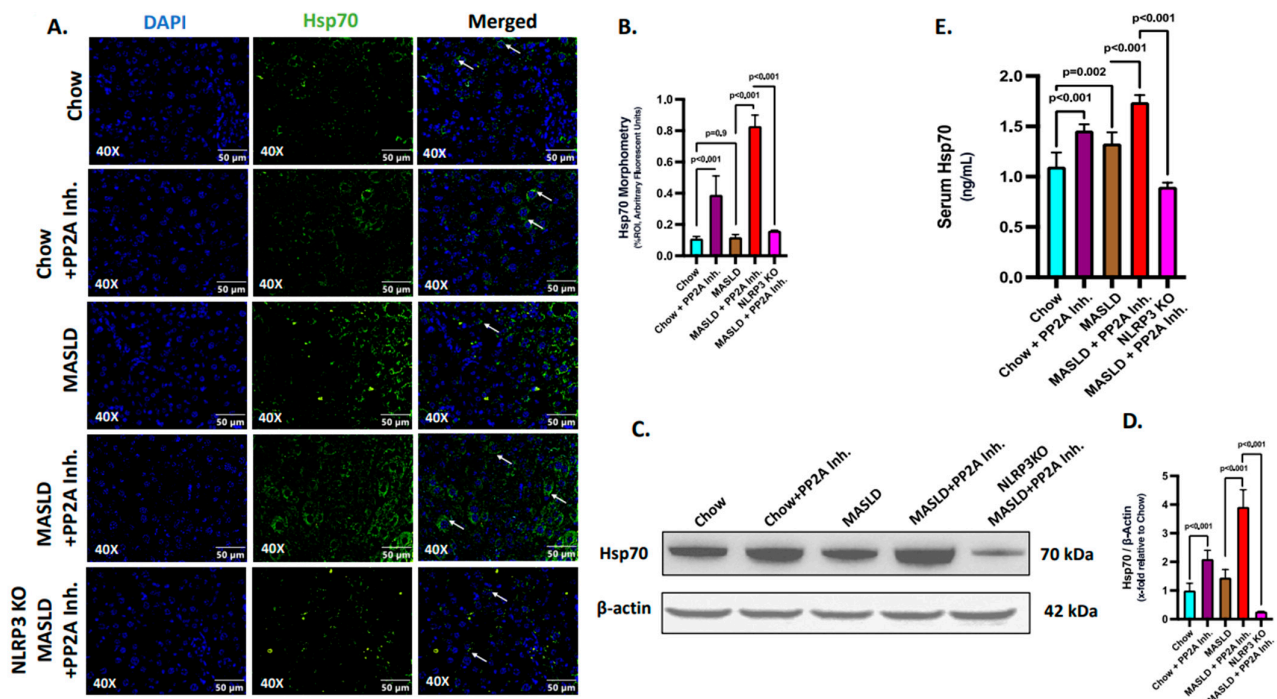 A.
DAPI
Hsp70
Merged
Chow
40X
50 µm
40X
50 µm
40X
50 µm
Chow
+PP2A Inh.
40X
50 µm
40X
50 µm
40X
50 µm
MASLD
40X
50 µm
40X
50 µm
40X
50 µm
MASLD
+PP2A Inh.
40X
50 µm
40X
50 µm
40X
50 µm
NLRP3 KO
MASLD
+PP2A Inh.
40X
50 µm
40X
50 µm
40X
50 µm
B.
Hsp70 Morphometry
(%ROI, Arbritrary Fluorescent Units)
1.0
0.8
0.6
0.4
0.2
0.0
p<0.001
p<0.001
p=0.9
p<0.001
Chow
Chow + PP2A Inh.
MASLD
MASLD + PP2A Inh.
NLRP3 KO
MASLD + PP2A Inh.
E.
Serum Hsp70
(ng/mL)
2.0
1.5
1.0
0.5
0.0
p<0.001
p<0.001
p=0.002
p<0.001
Chow
Chow + PP2A Inh.
MASLD
MASLD + PP2A Inh.
NLRP3 KO
MASLD + PP2A Inh.
C.
Chow
Chow+PP2A Inh.
MASLD
MASLD+PP2A Inh.
NLRP3KO
MASLD+PP2A Inh.
Hsp70
70 kDa
β-actin
42 kDa
D.
Hsp70 / β-Actin
(x-fold relative to Chow)
5
4
3
2
1
0
p<0.001
p<0.001
p<0.001
Chow
Chow + PP2A Inh.
MASLD
MASLD + PP2A Inh.
NLRP3 KO
MASLD + PP2A Inh.